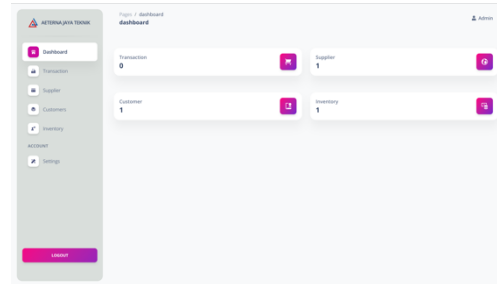 AETERNA JAYA TEKNIK
Dashboard
Transaction
Supplier
Customers
Inventory
ACCOUNT
Settings
LOGOUT
Pages / dashboard
dashboard
Admin
Transaction
0
Supplier
1
Customer
1
Inventory
1